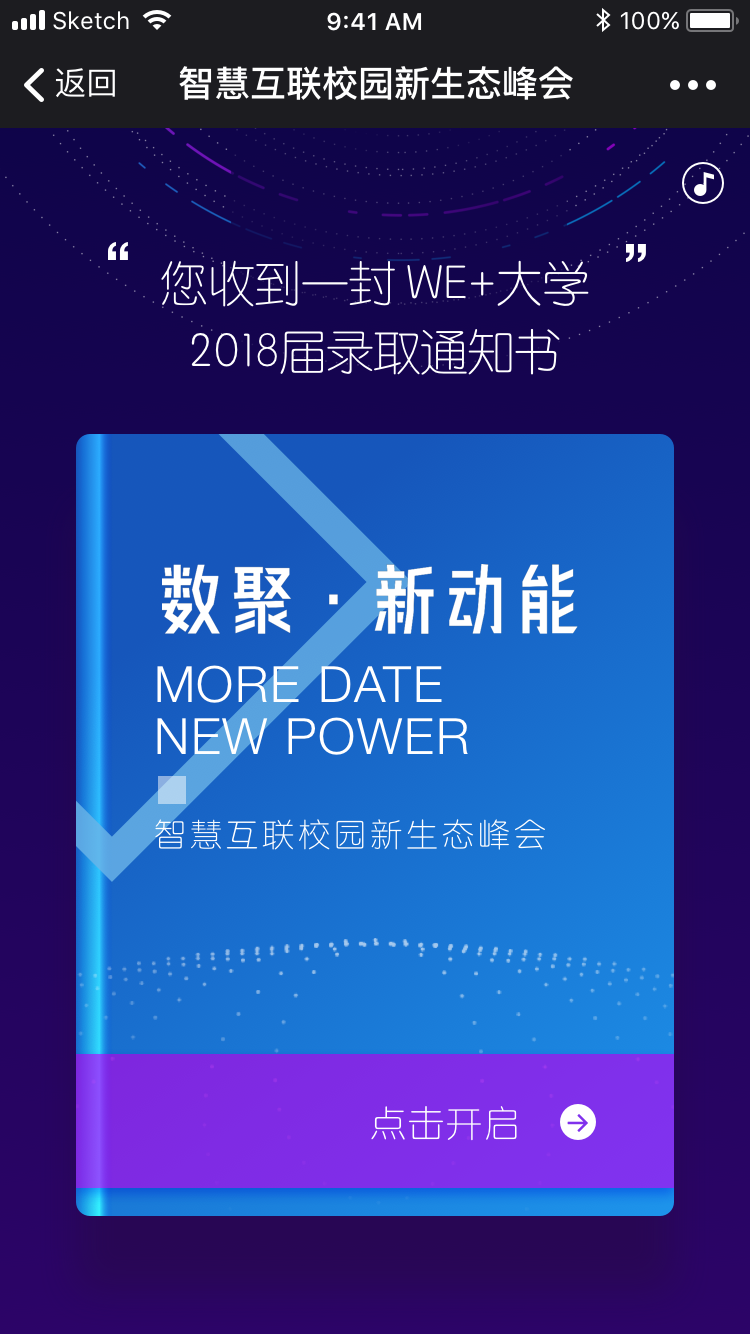 Sketch 9:41 AM 100%
返回 智慧互联校园新生态峰会
“ 您收到一封 WE+大学 ”
2018届录取通知书
数聚·新动能
MORE DATE
NEW POWER
智慧互联校园新生态峰会
点击开启